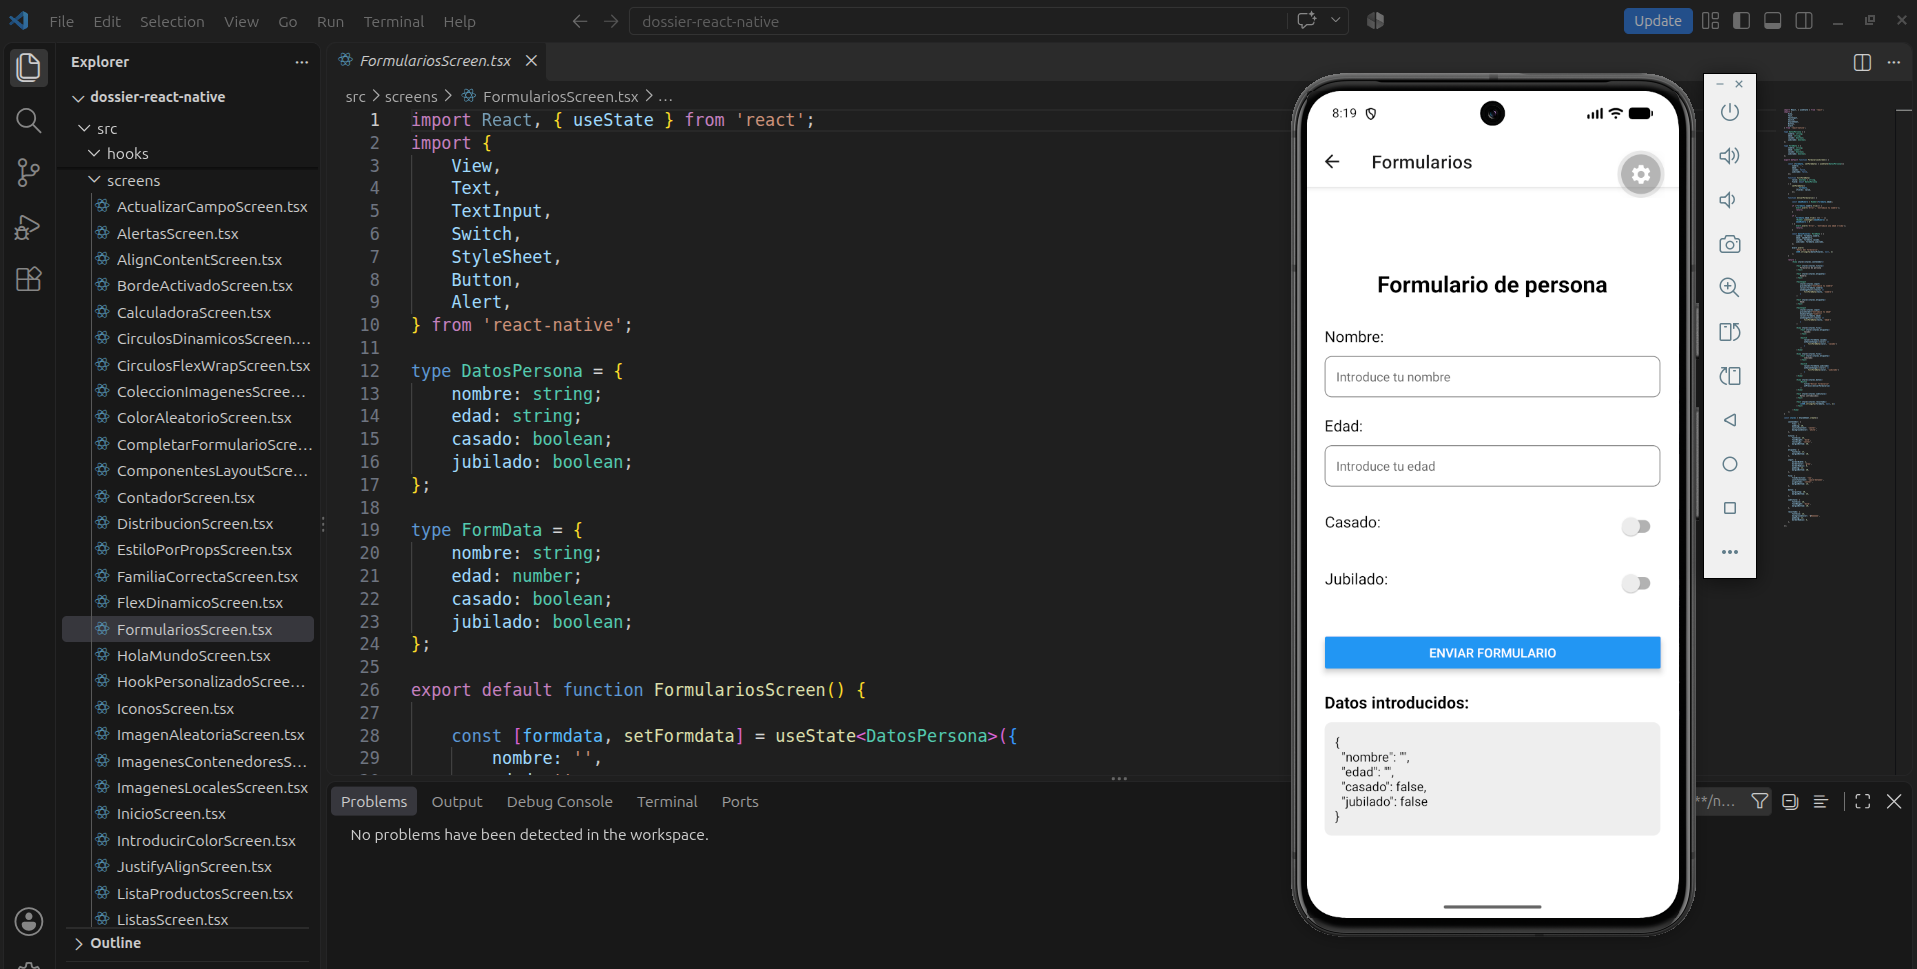 File Edit Selection View Go Run Terminal Help
dossier-react-native
Update
Explorer
dossier-react-native
src
hooks
screens
ActualizarCampoScreen.tsx
AlertasScreen.tsx
AlignContentScreen.tsx
BordeActivadoScreen.tsx
CalculadoraScreen.tsx
CirculosDinamicosScreen....
CirculosFlexWrapScreen.tsx
ColeccionImagenesScree...
ColorAleatorioScreen.tsx
CompletarFormularioScre...
ComponentesLayoutScre...
ContadorScreen.tsx
DistribucionScreen.tsx
EstiloPorPropsScreen.tsx
FamiliaCorrectaScreen.tsx
FlexDinamicoScreen.tsx
FormulariosScreen.tsx
HolaMundoScreen.tsx
HookPersonalizadoScree...
IconosScreen.tsx
ImagenAleatoriaScreen.tsx
ImagenesContenedoresS...
ImagenesLocalesScreen.tsx
InicioScreen.tsx
IntroducirColorScreen.tsx
JustifyAlignScreen.tsx
ListaProductosScreen.tsx
ListasScreen.tsx
Outline
FormulariosScreen.tsx
src > screens > FormulariosScreen.tsx > ...
1 import React, { useState } from 'react';
2 import {
3 View,
4 Text,
5 TextInput,
6 Switch,
7 StyleSheet,
8 Button,
9 Alert,
10 } from 'react-native';
11
12 type DatosPersona = {
13 nombre: string;
14 edad: string;
15 casado: boolean;
16 jubilado: boolean;
17 };
18
19 type FormData = {
20 nombre: string;
21 edad: number;
22 casado: boolean;
23 jubilado: boolean;
24 };
25
26 export default function FormulariosScreen() {
27
28 const [formdata, setFormdata] = useState<DatosPersona>({
29 nombre: '',
Problems Output Debug Console Terminal Ports
**/n...
No problems have been detected in the workspace.
8:19
Formularios
Formulario de persona
Nombre:
Introduce tu nombre
Edad:
Introduce tu edad
Casado:
Jubilado:
ENVIAR FORMULARIO
Datos introducidos:
{
"nombre": "",
"edad": "",
"casado": false,
"jubilado": false
}